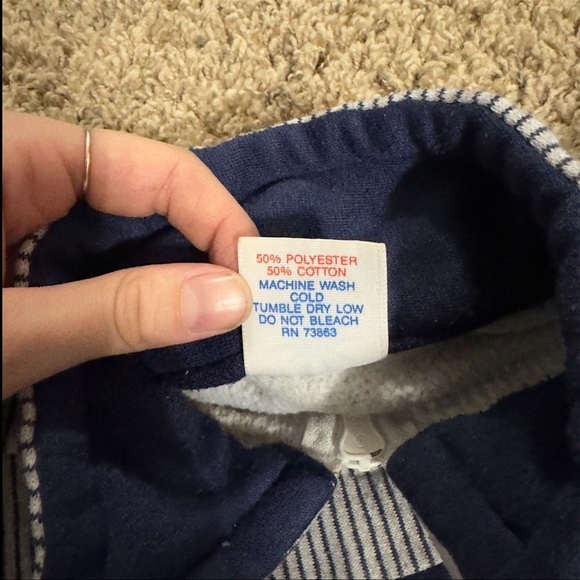 50% POLYESTER
50% COTTON
MACHINE WASH
COLD
TUMBLE DRY LOW
DO NOT BLEACH
RN 73863